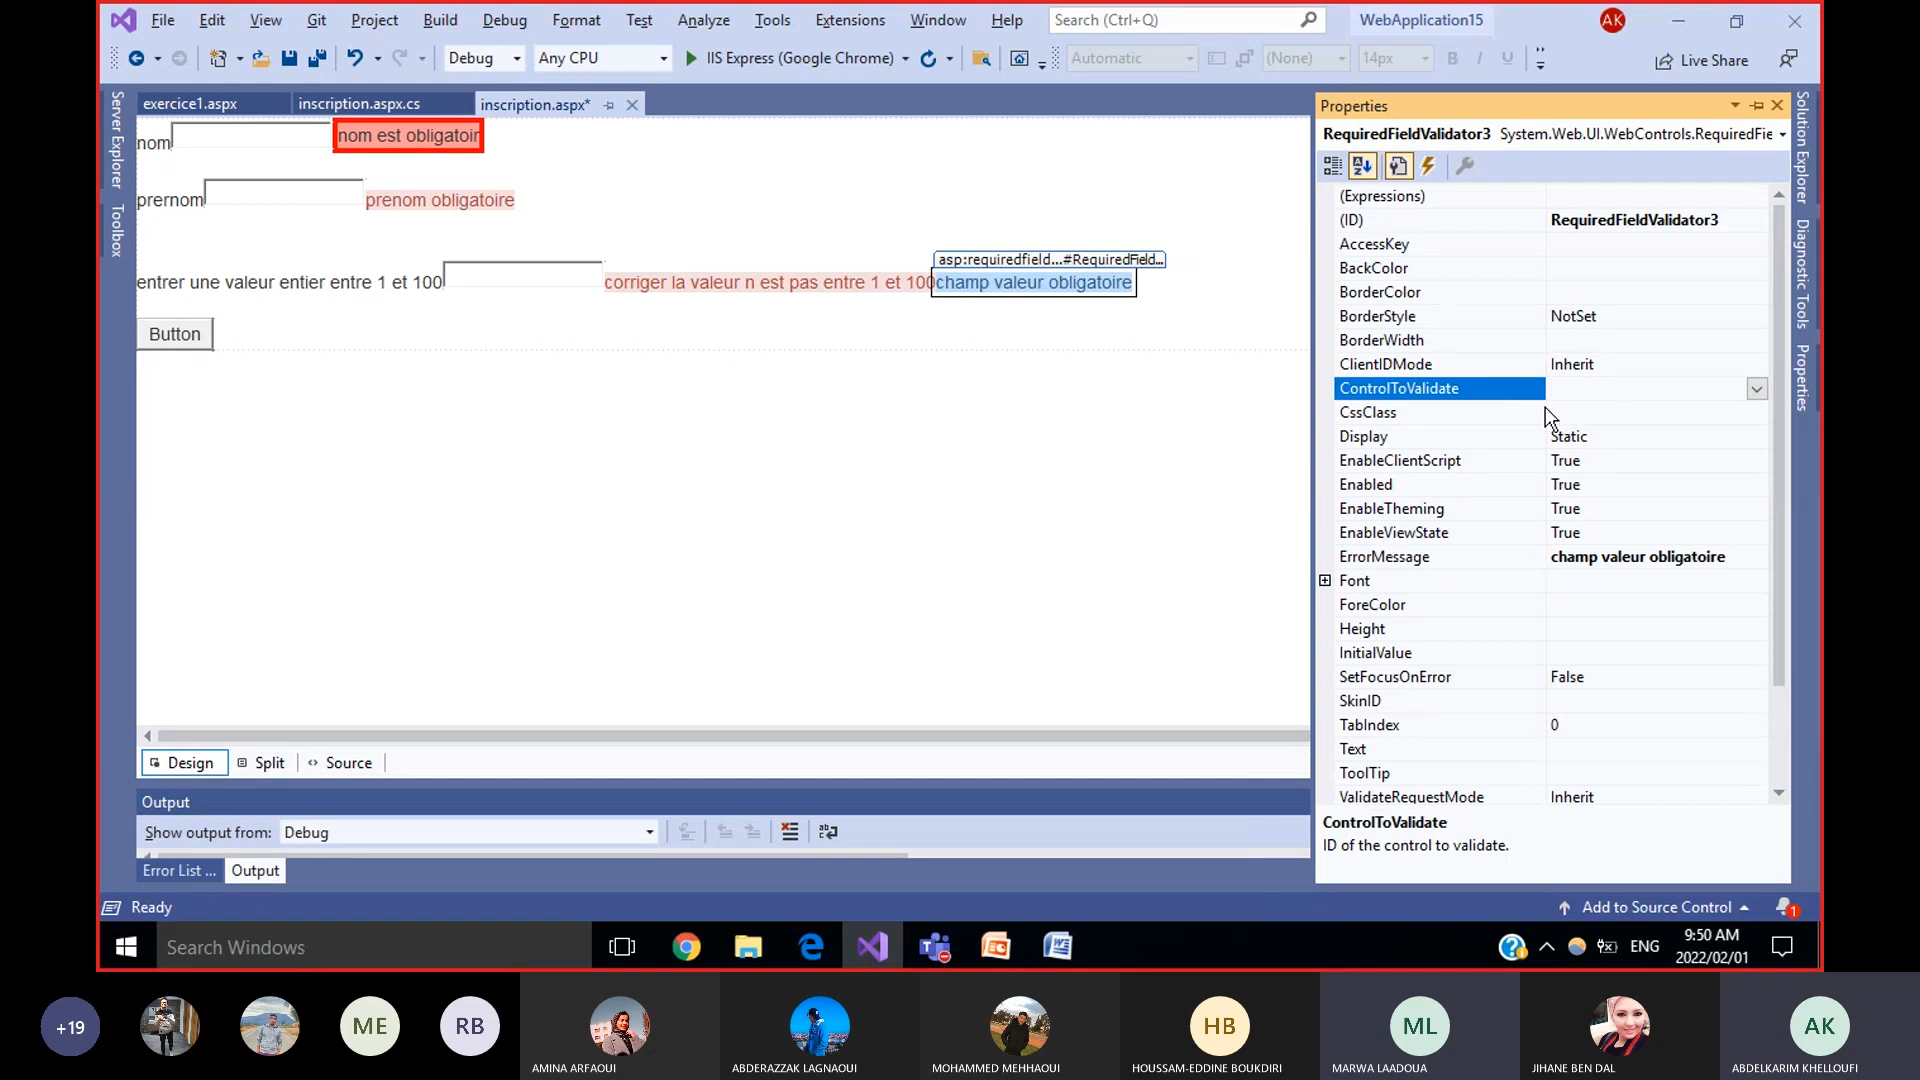 File Edit View Git Project Build Debug Format Test Analyze Tools Extensions Window Help Search (Ctrl+Q) WebApplication15 AK
Debug Any CPU IIS Express (Google Chrome) Automatic (None) 14px B I U Live Share
Server Explorer
Toolbox
exercice1.aspx inscription.aspx.cs inscription.aspx*
nom nom est obligatoir
prernom prenom obligatoire
asp:requiredfield...#RequiredField...
entrer une valeur entier entre 1 et 100 corriger la valeur n est pas entre 1 et 100 champ valeur obligatoire
Button
Design Split Source
Output
Show output from: Debug
Error List ... Output
Properties
RequiredFieldValidator3 System.Web.UI.WebControls.RequiredFie
(Expressions)
(ID) RequiredFieldValidator3
AccessKey
BackColor
BorderColor
BorderStyle NotSet
BorderWidth
ClientIDMode Inherit
ControlToValidate
CssClass
Display Static
EnableClientScript True
Enabled True
EnableTheming True
EnableViewState True
ErrorMessage champ valeur obligatoire
Font
ForeColor
Height
InitialValue
SetFocusOnError False
SkinID
TabIndex 0
Text
ToolTip
ValidateRequestMode Inherit
ControlToValidate
ID of the control to validate.
Solution Explorer
Diagnostic Tools
Properties
Ready Add to Source Control 1
Search Windows ENG 9:50 AM
2022/02/01
+19 ME RB HB ML AK
AMINA ARFAOUI ABDERAZZAK LAGNAOUI MOHAMMED MEHHAOUI HOUSSAM-EDDINE BOUKDIRI MARWA LAADOUA JIHANE BEN DAL ABDELKARIM KHELLOUFI